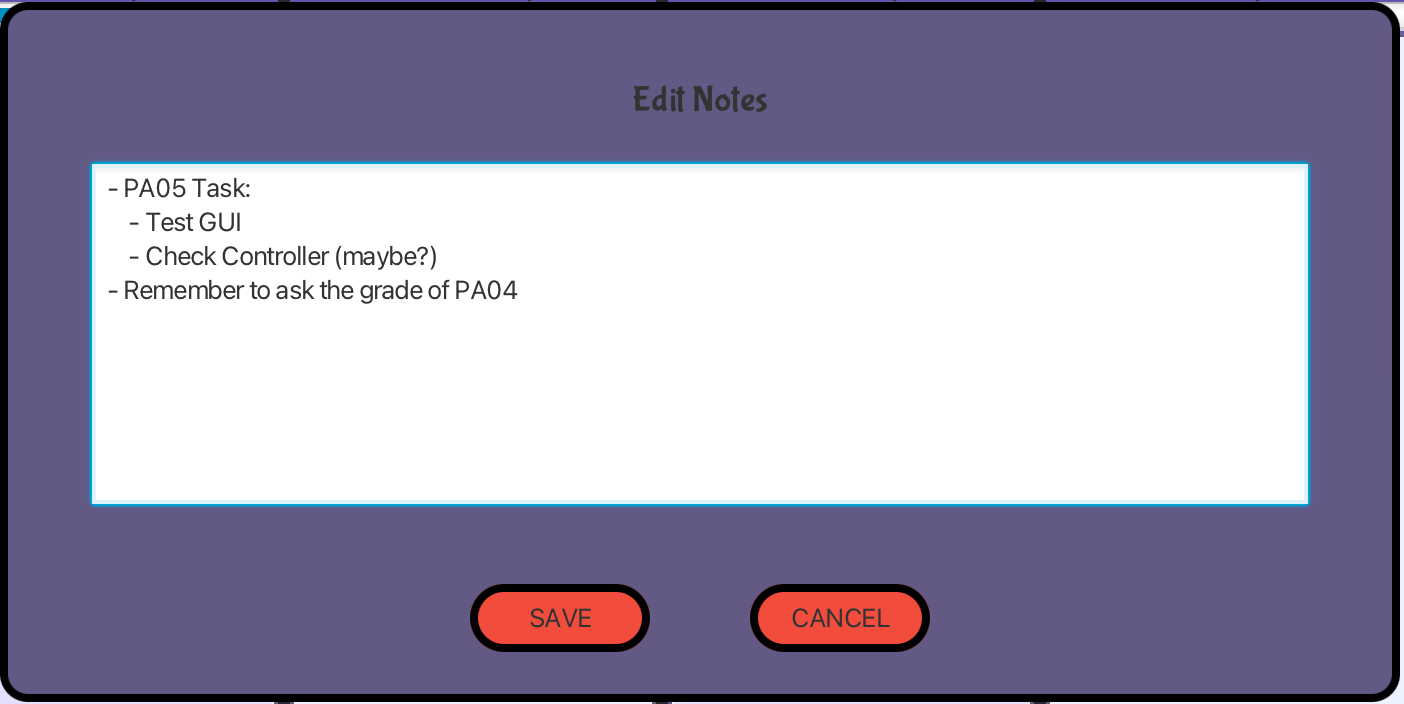 Edit Notes
- PA05 Task:
- Test GUI
- Check Controller (maybe?)
- Remember to ask the grade of PA04
SAVE
CANCEL